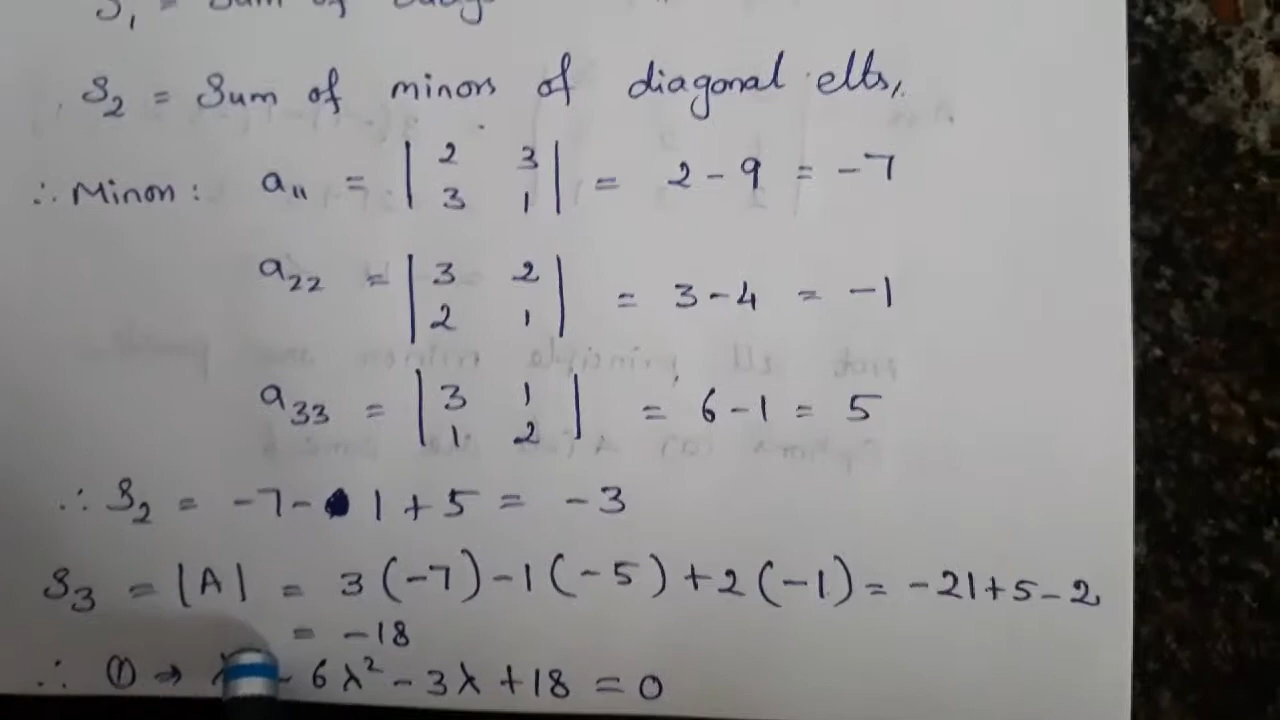 S₂ = Sum of minors of diagonal elts,
∴ Minor: a₁₁ = | 2 3 | = 2 - 9 = -7
| 3 1 |
a₂₂ = | 3 2 | = 3 - 4 = -1
| 2 1 |
a₃₃ = | 3 1 | = 6 - 1 = 5
| 1 2 |
∴ S₂ = -7 - 1 + 5 = -3
S₃ = |A| = 3(-7) - 1(-5) + 2(-1) = -21 + 5 - 2
= -18
∴ ① → - 6λ² - 3λ + 18 = 0